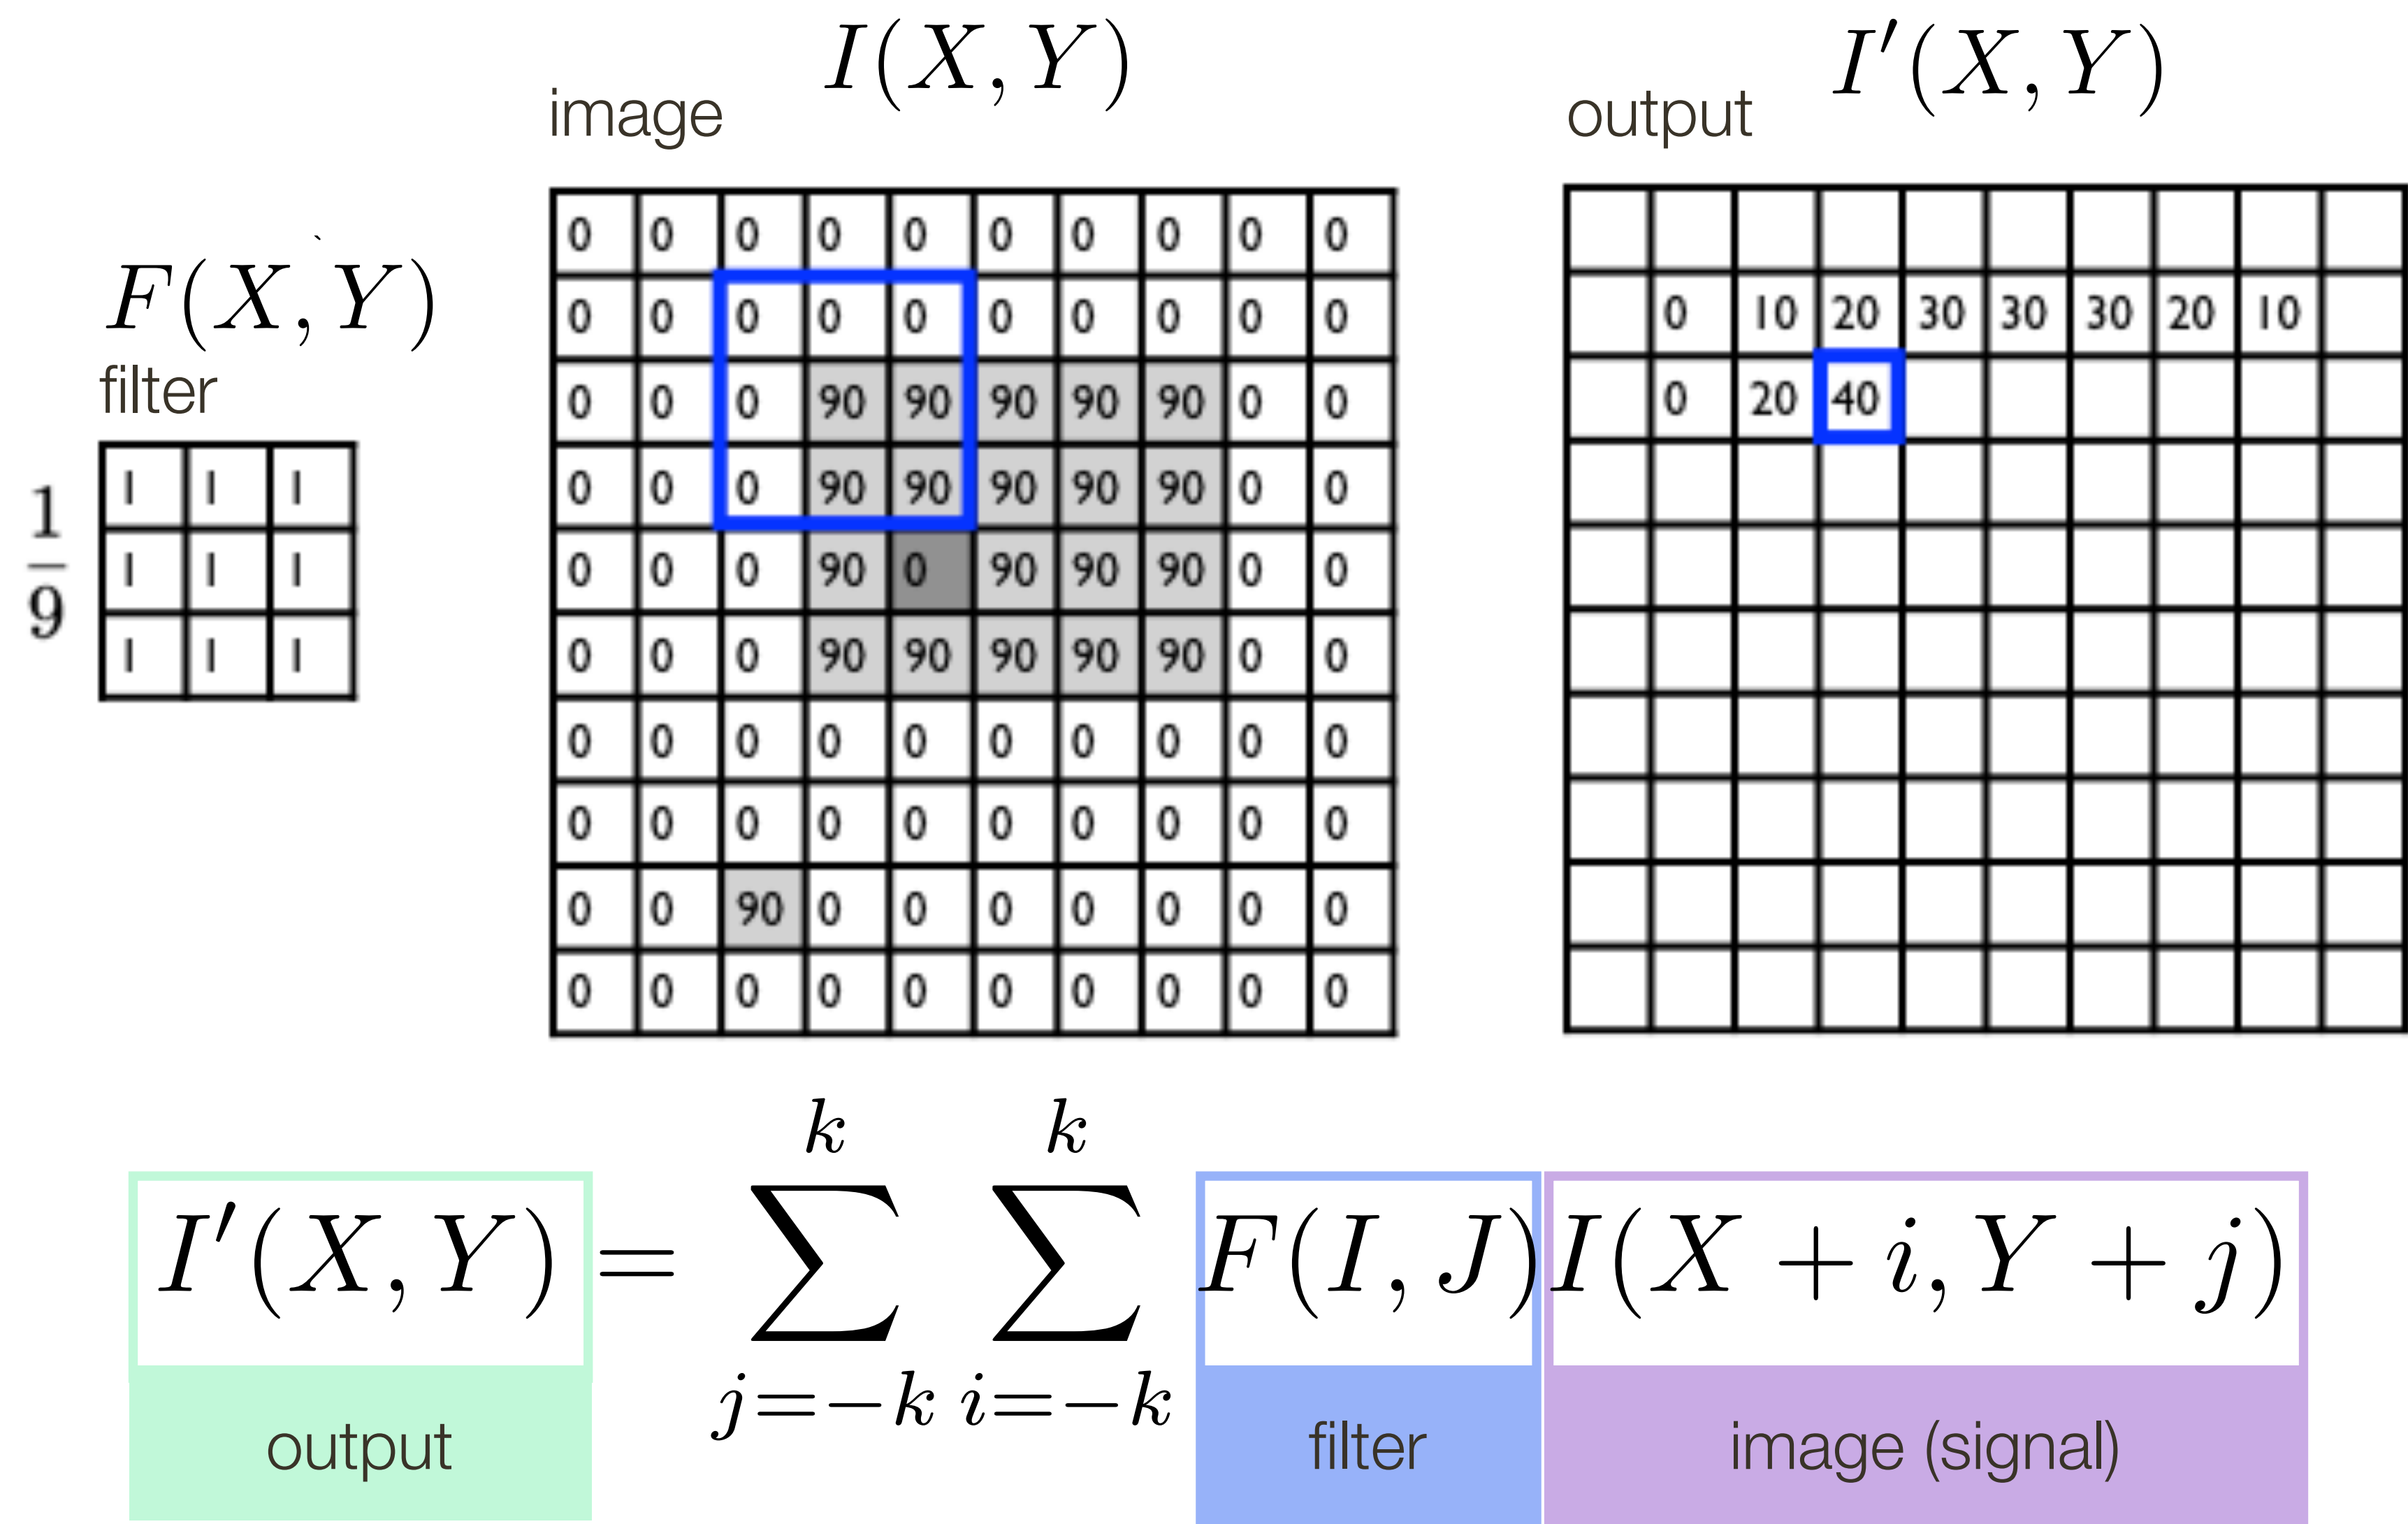 I(X, Y)
image
I′(X, Y)
output
F(X, Y)
filter
1/9
1 1 1
1 1 1
1 1 1
0 0 0 0 0 0 0 0 0 0
0 0 0 0 0 0 0 0 0 0
0 0 0 90 90 90 90 90 0 0
0 0 0 90 90 90 90 90 0 0
0 0 0 90 0 90 90 90 0 0
0 0 0 90 90 90 90 90 0 0
0 0 0 0 0 0 0 0 0 0
0 0 0 0 0 0 0 0 0 0
0 0 90 0 0 0 0 0 0 0
0 0 0 0 0 0 0 0 0 0
0 10 20 30 30 30 20 10
0 20 40
I′(X, Y) = ∑_{j=−k}^{k} ∑_{i=−k}^{k} F(I, J) I(X + i, Y + j)
output
filter
image (signal)